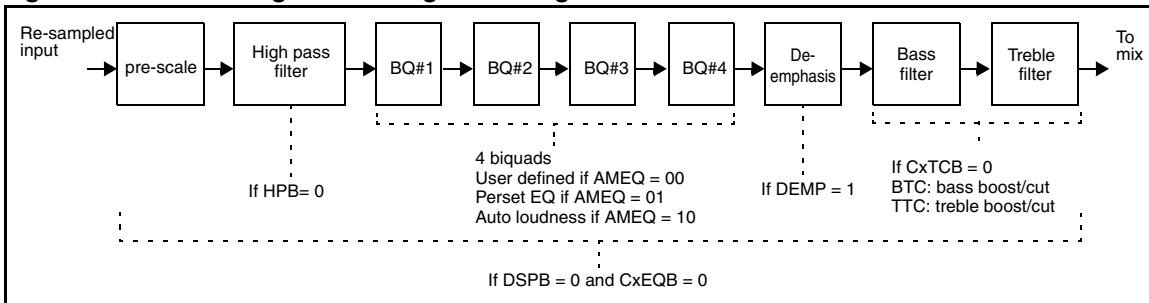 Re-sampled
input
pre-scale
High pass
filter
BQ#1
BQ#2
BQ#3
BQ#4
De-
emphasis
Bass
filter
Treble
filter
To
mix
If HPB= 0
4 biquads
User defined if AMEQ = 00
Perset EQ if AMEQ = 01
Auto loudness if AMEQ = 10
If DEMP = 1
If CxTCB = 0
BTC: bass boost/cut
TTC: treble boost/cut
If DSPB = 0 and CxEQB = 0